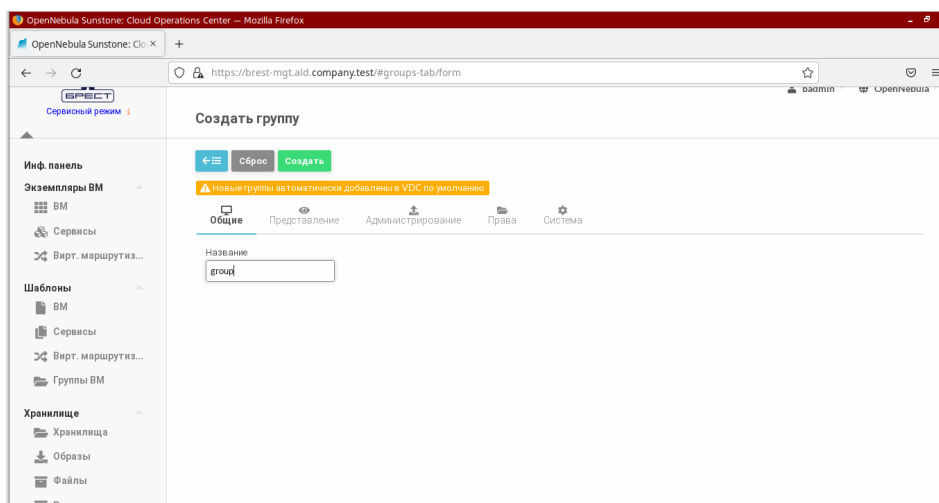 OpenNebula Sunstone: Cloud Operations Center — Mozilla Firefox
OpenNebula Sunstone: Clo
https://brest-mgt.ald.company.test/#groups-tab/form
БРЕСТ
badmin OpenNebula
Сервисный режим
Создать группу
Сброс Создать
Новые группы автоматически добавлены в VDC по умолчанию
Общие Представление Администрирование Права Система
Название
group
Инф. панель
Экземпляры ВМ
ВМ
Сервисы
Вирт. маршрутиз...
Шаблоны
ВМ
Сервисы
Вирт. маршрутиз...
Группы ВМ
Хранилище
Хранилища
Образы
Файлы